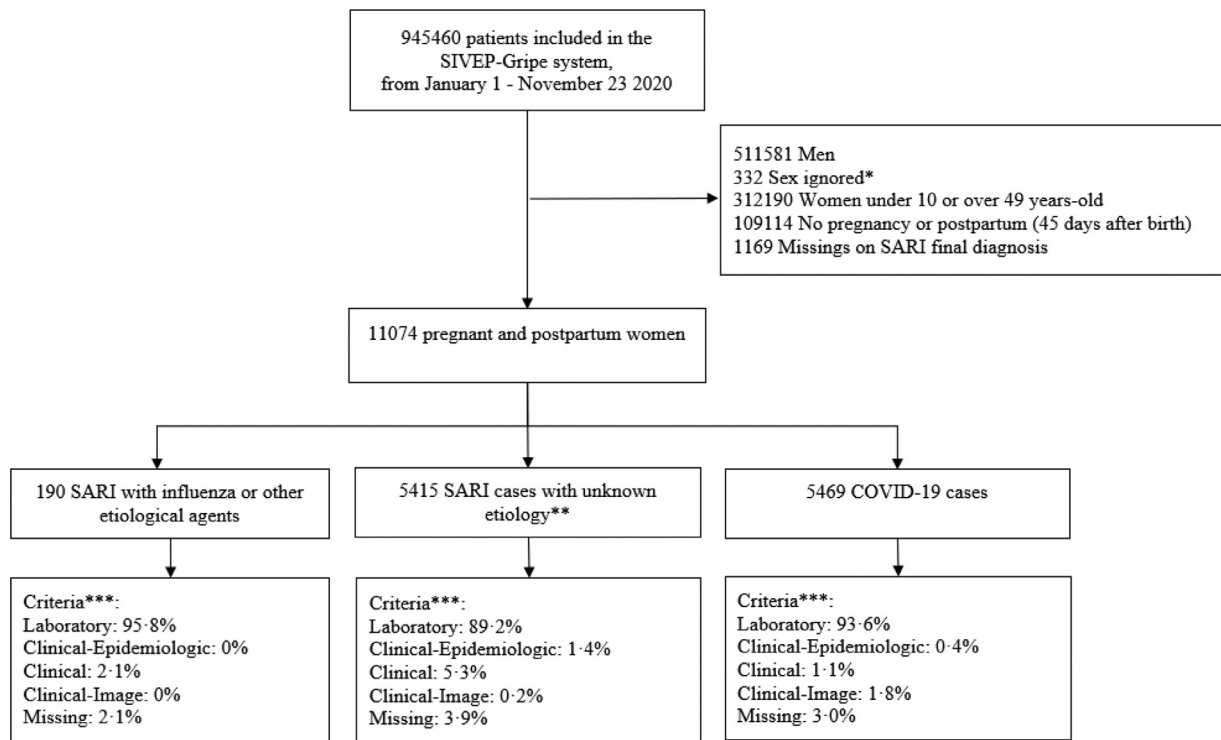 945460 patients included in the
SIVEP-Gripe system,
from January 1 - November 23 2020
511581 Men
332 Sex ignored*
312190 Women under 10 or over 49 years-old
109114 No pregnancy or postpartum (45 days after birth)
1169 Missings on SARI final diagnosis
11074 pregnant and postpartum women
190 SARI with influenza or other
etiological agents
5415 SARI cases with unknown
etiology**
5469 COVID-19 cases
Criteria***:
Laboratory: 95·8%
Clinical-Epidemiologic: 0%
Clinical: 2·1%
Clinical-Image: 0%
Missing: 2·1%
Criteria***:
Laboratory: 89·2%
Clinical-Epidemiologic: 1·4%
Clinical: 5·3%
Clinical-Image: 0·2%
Missing: 3·9%
Criteria***:
Laboratory: 93·6%
Clinical-Epidemiologic: 0·4%
Clinical: 1·1%
Clinical-Image: 1·8%
Missing: 3·0%